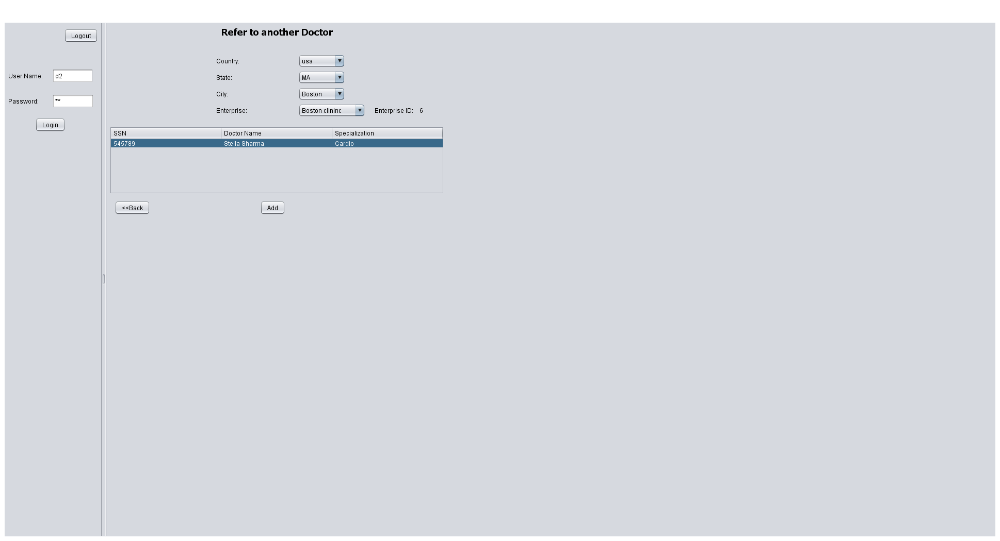 Logout
User Name: d2
Password: **
Login
Refer to another Doctor
Country: usa
State: MA
City: Boston
Enterprise: Boston clininc Enterprise ID: 6
SSN Doctor Name Specialization
545789 Stella Sharma Cardio
<<Back Add